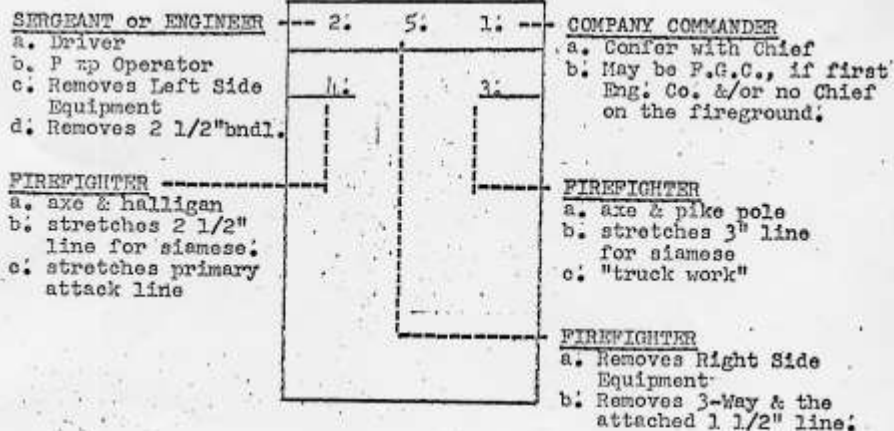 SERGEANT or ENGINEER
a. Driver
b. P mp Operator
c. Removes Left Side
Equipment
d. Removes 2 1/2"bndl.
2. 5. 1.
4. 3.
COMPANY COMMANDER
a. Confer with Chief
b. May be F.G.C., if first
Eng. Co. &/or no Chief
on the fireground.
FIREFIGHTER
a. axe & halligan
b. stretches 2 1/2"
line for siamese.
c. stretches primary
attack line
FIREFIGHTER
a. axe & pike pole
b. stretches 3" line
for siamese
c. "truck work"
FIREFIGHTER
a. Removes Right Side
Equipment
b. Removes 3-Way & the
attached 1 1/2" line.